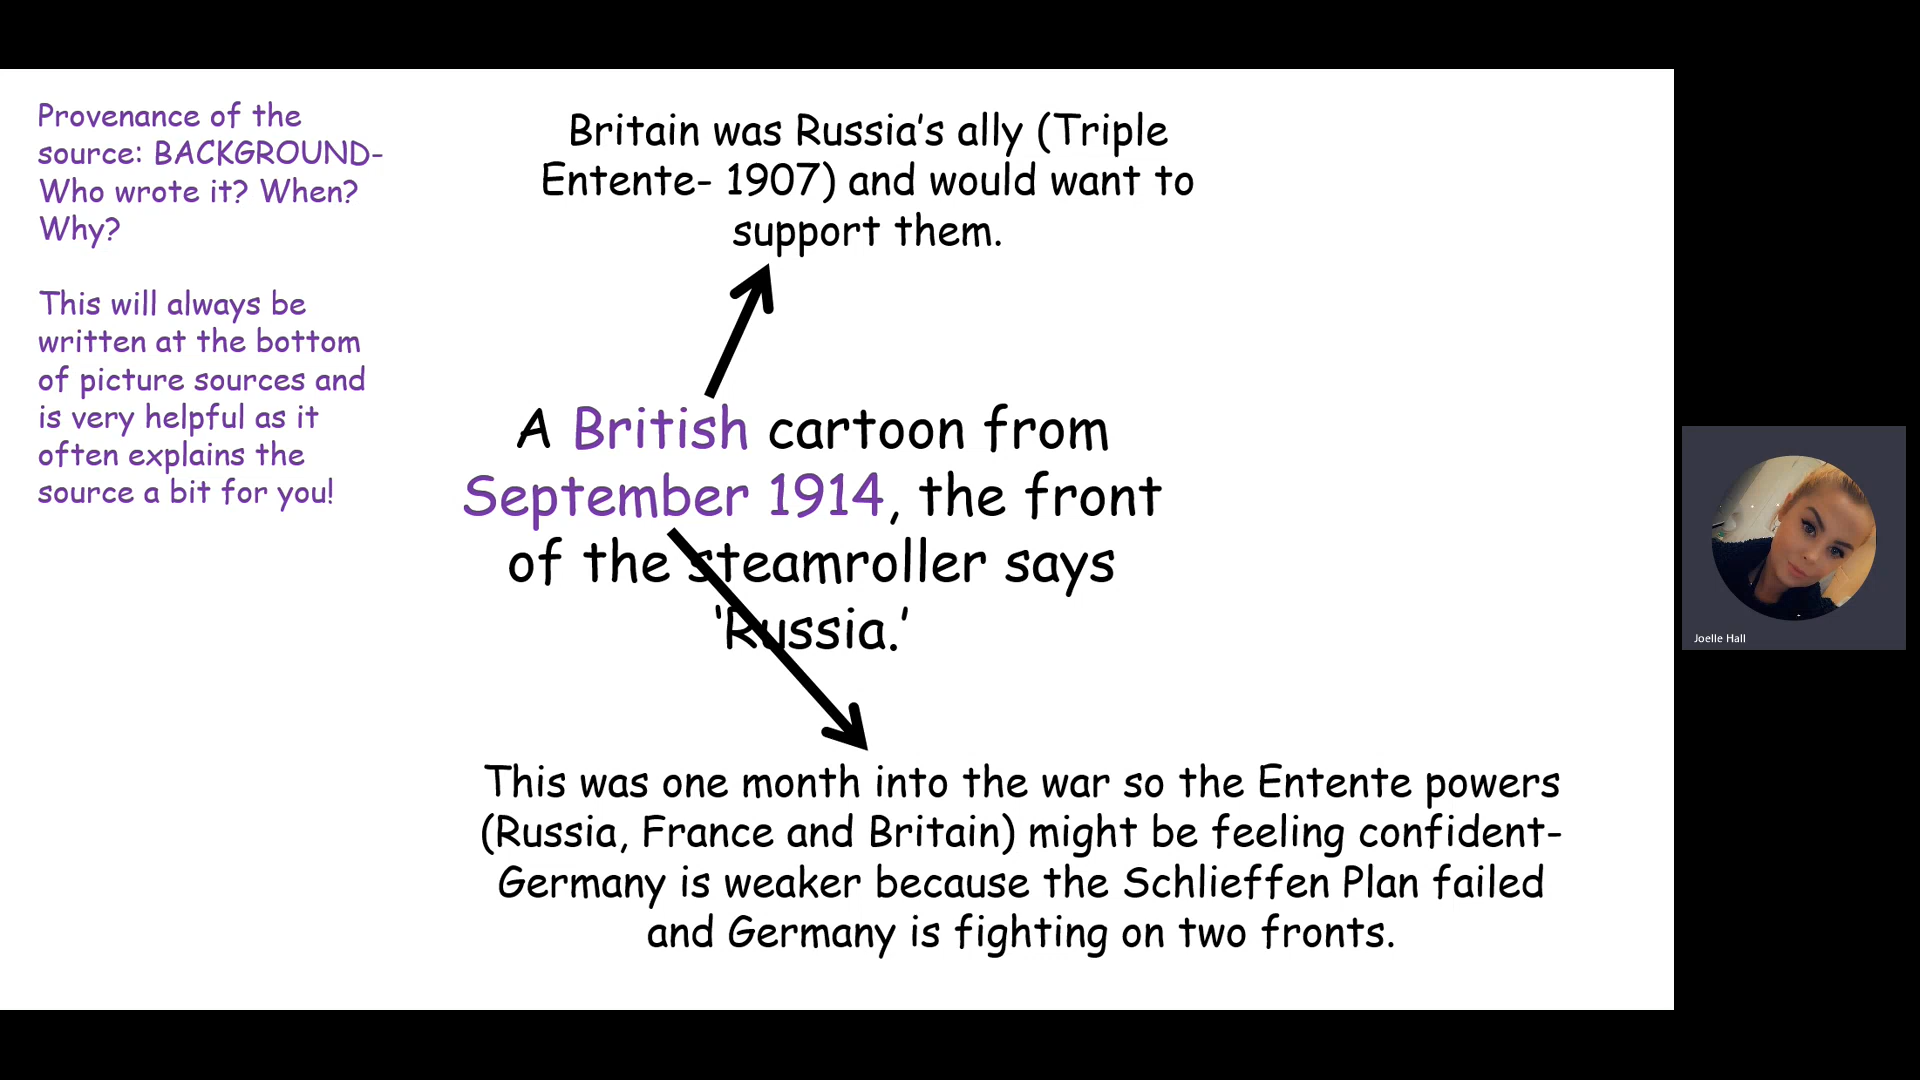 Provenance of the
source: BACKGROUND-
Who wrote it? When?
Why?
This will always be
written at the bottom
of picture sources and
is very helpful as it
often explains the
source a bit for you!
Britain was Russia’s ally (Triple
Entente- 1907) and would want to
support them.
A British cartoon from
September 1914, the front
of the steamroller says
‘Russia.’
This was one month into the war so the Entente powers
(Russia, France and Britain) might be feeling confident-
Germany is weaker because the Schlieffen Plan failed
and Germany is fighting on two fronts.
Joelle Hall